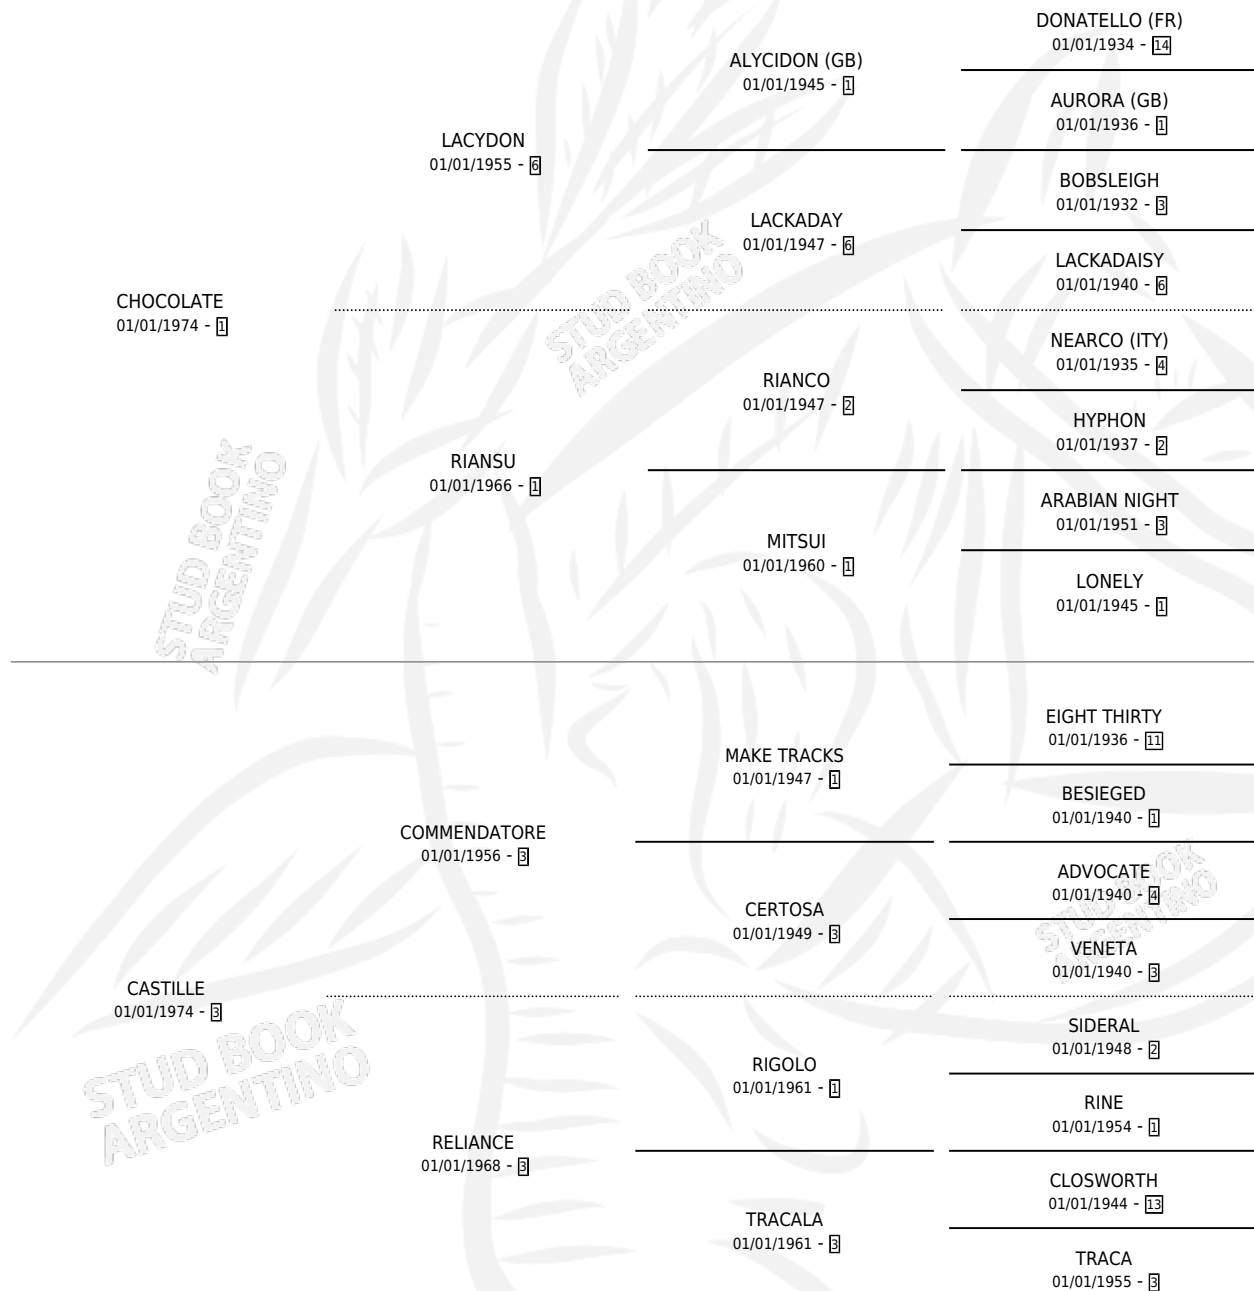 DONATELLO (FR)
01/01/1934 - 14
ALYCIDON (GB)
01/01/1945 - 1
AURORA (GB)
01/01/1936 - 1
LACYDON
01/01/1955 - 6
BOBSLEIGH
01/01/1932 - 3
LACKADAY
01/01/1947 - 6
LACKADAISY
01/01/1940 - 6
CHOCOLATE
01/01/1974 - 1
NEARCO (ITY)
01/01/1935 - 4
RIANCO
01/01/1947 - 2
HYPHON
01/01/1937 - 2
RIANSU
01/01/1966 - 1
ARABIAN NIGHT
01/01/1951 - 3
MITSUI
01/01/1960 - 1
LONELY
01/01/1945 - 1
EIGHT THIRTY
01/01/1936 - 11
MAKE TRACKS
01/01/1947 - 1
BESIEGED
01/01/1940 - 1
COMMENDATORE
01/01/1956 - 3
ADVOCATE
01/01/1940 - 4
CERTOSA
01/01/1949 - 3
VENETA
01/01/1940 - 3
CASTILLE
01/01/1974 - 3
SIDERAL
01/01/1948 - 2
RIGOLO
01/01/1961 - 1
RINE
01/01/1954 - 1
RELIANCE
01/01/1968 - 3
CLOSWORTH
01/01/1944 - 13
TRACALA
01/01/1961 - 3
TRACA
01/01/1955 - 3
STUD BOOK
ARGENTINO
STUD BOOK
ARGENTINO
STUD BOOK
ARGENTINO
STUD BOOK
ARGENTINO